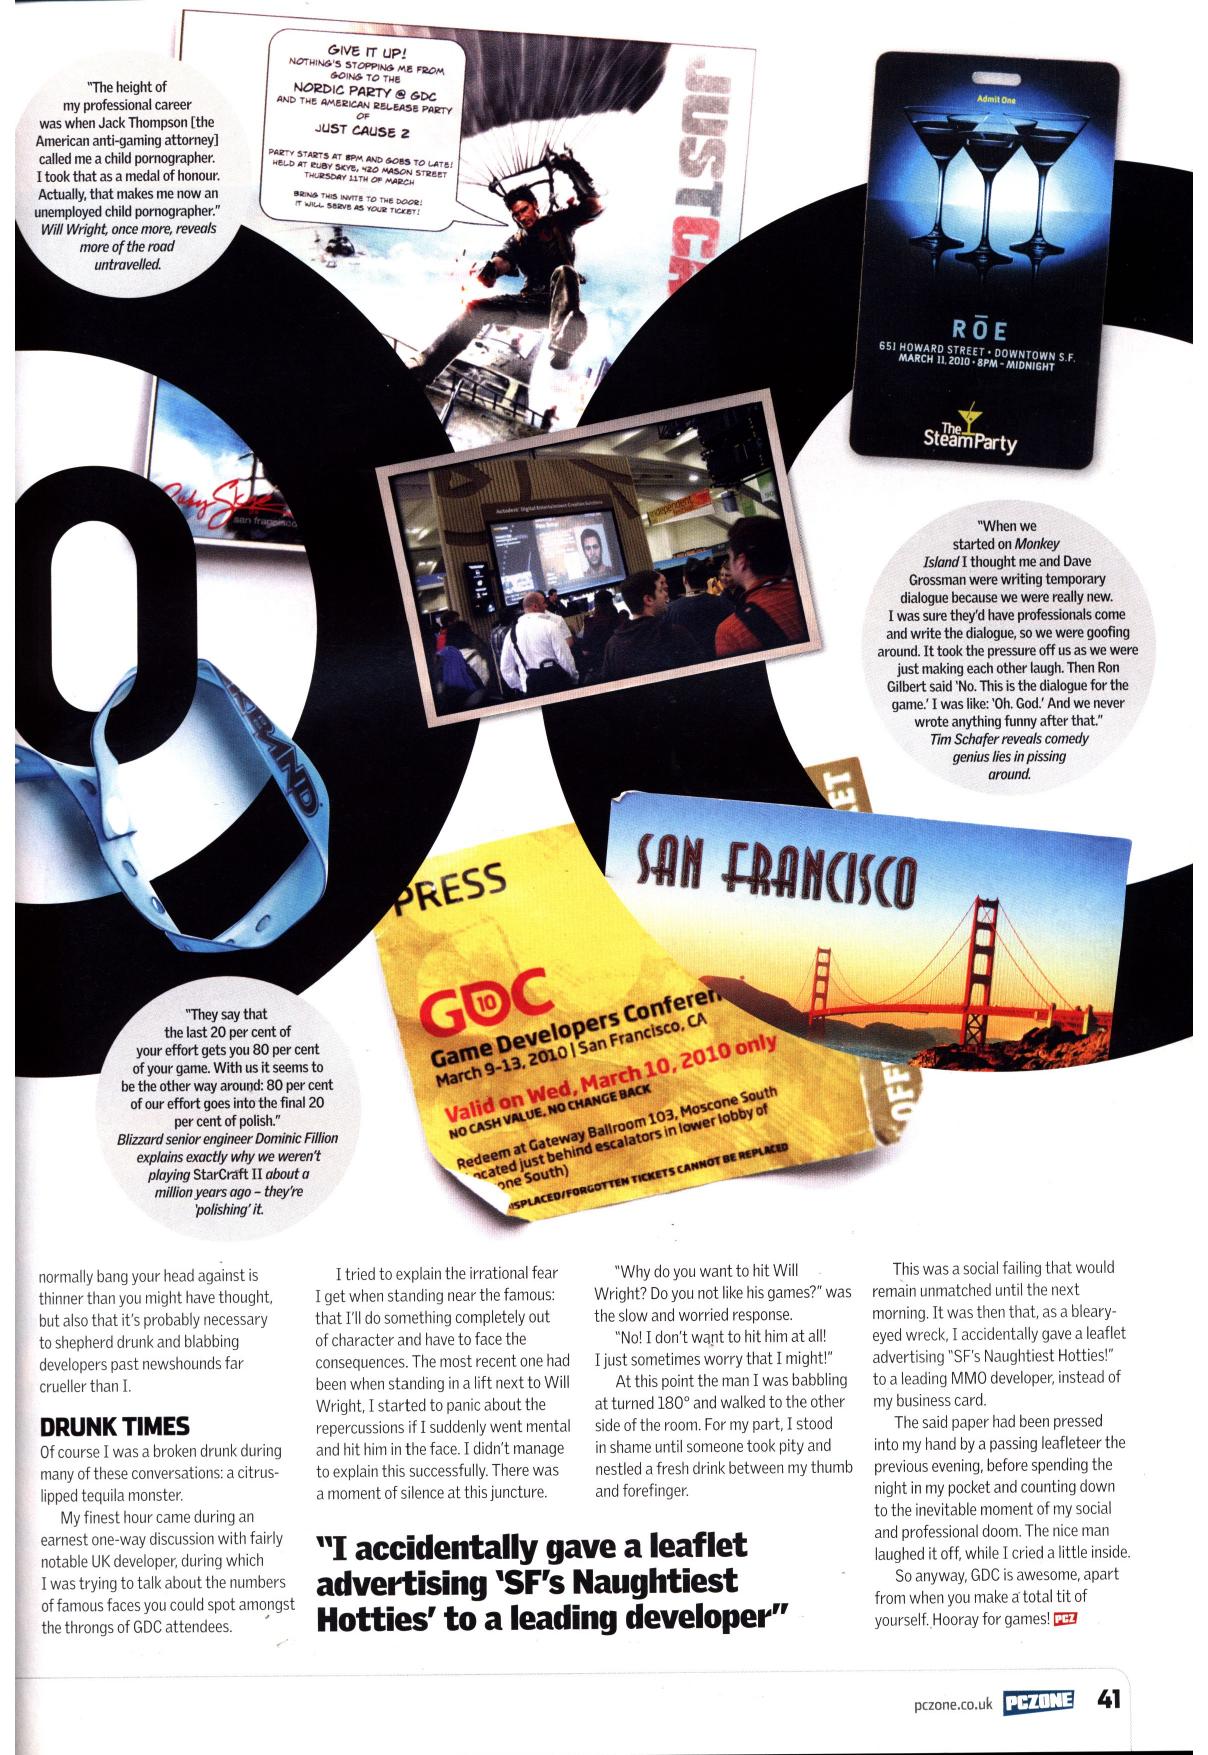 "The height of
my professional career
was when Jack Thompson [the
American anti-gaming attorney]
called me a child pornographer.
I took that as a medal of honour.
Actually, that makes me now an
unemployed child pornographer."
Will Wright, once more, reveals
more of the road
untravelled.
GIVE IT UP!
NOTHING'S STOPPING ME FROM
GOING TO THE
NORDIC PARTY @ GDC
AND THE AMERICAN RELEASE PARTY
OF
JUST CAUSE 2
PARTY STARTS AT 8PM AND GOES TO LATE!
HELD AT RUBY SKYE, 420 MASON STREET
THURSDAY 11TH OF MARCH
BRING THIS INVITE TO THE DOOR!
IT WILL SERVE AS YOUR TICKET!
JUST CA
Admit One
RŌE
651 HOWARD STREET • DOWNTOWN S.F.
MARCH 11, 2010 • 8PM - MIDNIGHT
The
SteamParty
Ruby Skye
san francisco
Autodesk Digital Entertainment Creation Solutions
independent
"When we
started on Monkey
Island I thought me and Dave
Grossman were writing temporary
dialogue because we were really new.
I was sure they'd have professionals come
and write the dialogue, so we were goofing
around. It took the pressure off us as we were
just making each other laugh. Then Ron
Gilbert said 'No. This is the dialogue for the
game.' I was like: 'Oh. God.' And we never
wrote anything funny after that."
Tim Schafer reveals comedy
genius lies in pissing
around.
KBAND
KET
SAN FRANCISCO
PRESS
GDC
10
Game Developers Conferen
March 9-13, 2010 | San Francisco, CA
Valid on Wed, March 10, 2010 only
NO CASH VALUE, NO CHANGE BACK
Redeem at Gateway Ballroom 103, Moscone South
ocated just behind escalators in lower lobby of
one South)
ISPLACED/FORGOTTEN TICKETS CANNOT BE REPLACED
OFF
"They say that
the last 20 per cent of
your effort gets you 80 per cent
of your game. With us it seems to
be the other way around: 80 per cent
of our effort goes into the final 20
per cent of polish."
Blizzard senior engineer Dominic Fillion
explains exactly why we weren't
playing StarCraft II about a
million years ago – they're
'polishing' it.
normally bang your head against is
thinner than you might have thought,
but also that it's probably necessary
to shepherd drunk and blabbing
developers past newshounds far
crueller than I.
DRUNK TIMES
Of course I was a broken drunk during
many of these conversations: a citrus-
lipped tequila monster.
My finest hour came during an
earnest one-way discussion with fairly
notable UK developer, during which
I was trying to talk about the numbers
of famous faces you could spot amongst
the throngs of GDC attendees.
I tried to explain the irrational fear
I get when standing near the famous:
that I'll do something completely out
of character and have to face the
consequences. The most recent one had
been when standing in a lift next to Will
Wright, I started to panic about the
repercussions if I suddenly went mental
and hit him in the face. I didn't manage
to explain this successfully. There was
a moment of silence at this juncture.
"Why do you want to hit Will
Wright? Do you not like his games?" was
the slow and worried response.
"No! I don't want to hit him at all!
I just sometimes worry that I might!"
At this point the man I was babbling
at turned 180° and walked to the other
side of the room. For my part, I stood
in shame until someone took pity and
nestled a fresh drink between my thumb
and forefinger.
"I accidentally gave a leaflet
advertising 'SF's Naughtiest
Hotties' to a leading developer"
This was a social failing that would
remain unmatched until the next
morning. It was then that, as a bleary-
eyed wreck, I accidentally gave a leaflet
advertising "SF's Naughtiest Hotties!"
to a leading MMO developer, instead of
my business card.
The said paper had been pressed
into my hand by a passing leafleteer the
previous evening, before spending the
night in my pocket and counting down
to the inevitable moment of my social
and professional doom. The nice man
laughed it off, while I cried a little inside.
So anyway, GDC is awesome, apart
from when you make a total tit of
yourself. Hooray for games! PCZ
pczone.co.uk PCZONE 41